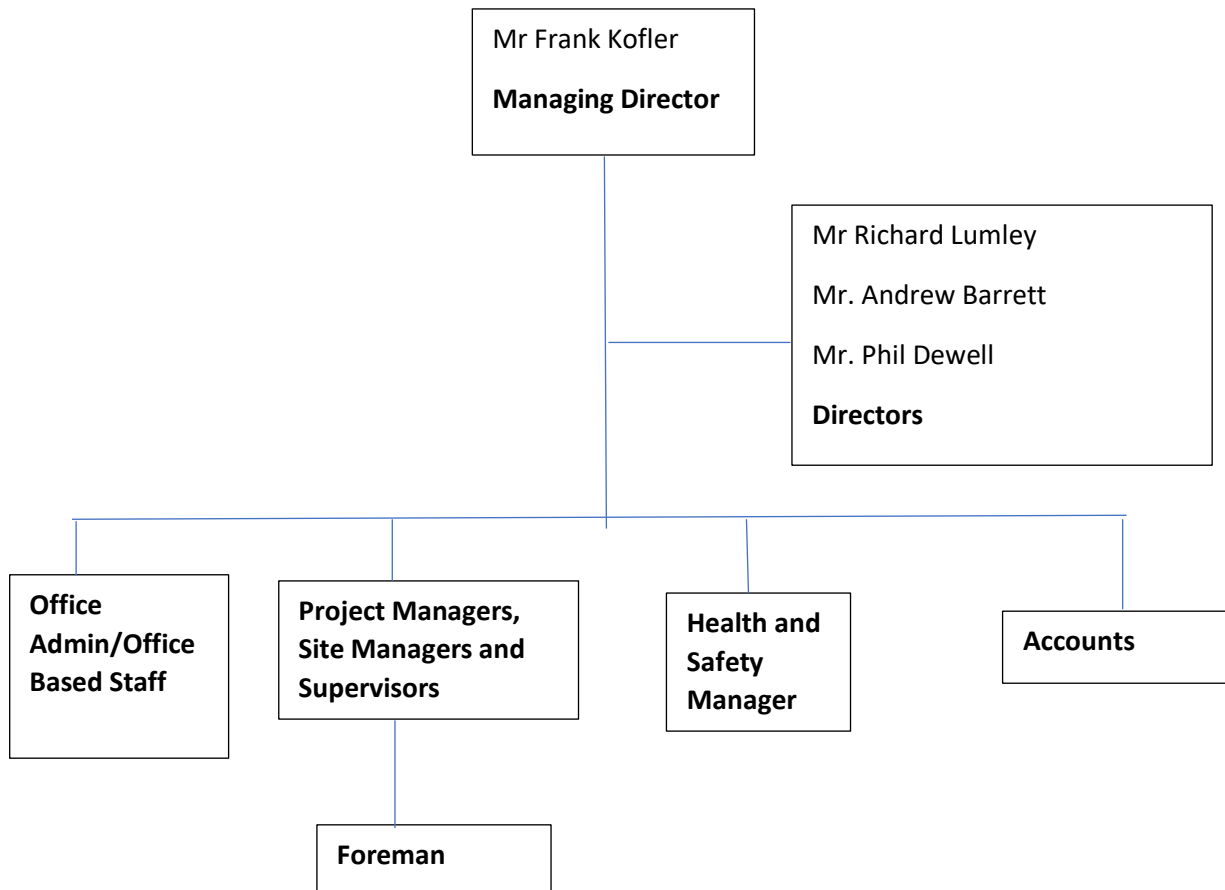 Mr Frank Kofler
Managing Director
Mr Richard Lumley
Mr. Andrew Barrett
Mr. Phil Dewell
Directors
Office
Admin/Office
Based Staff
Project Managers,
Site Managers and
Supervisors
Health and
Safety
Manager
Accounts
Foreman